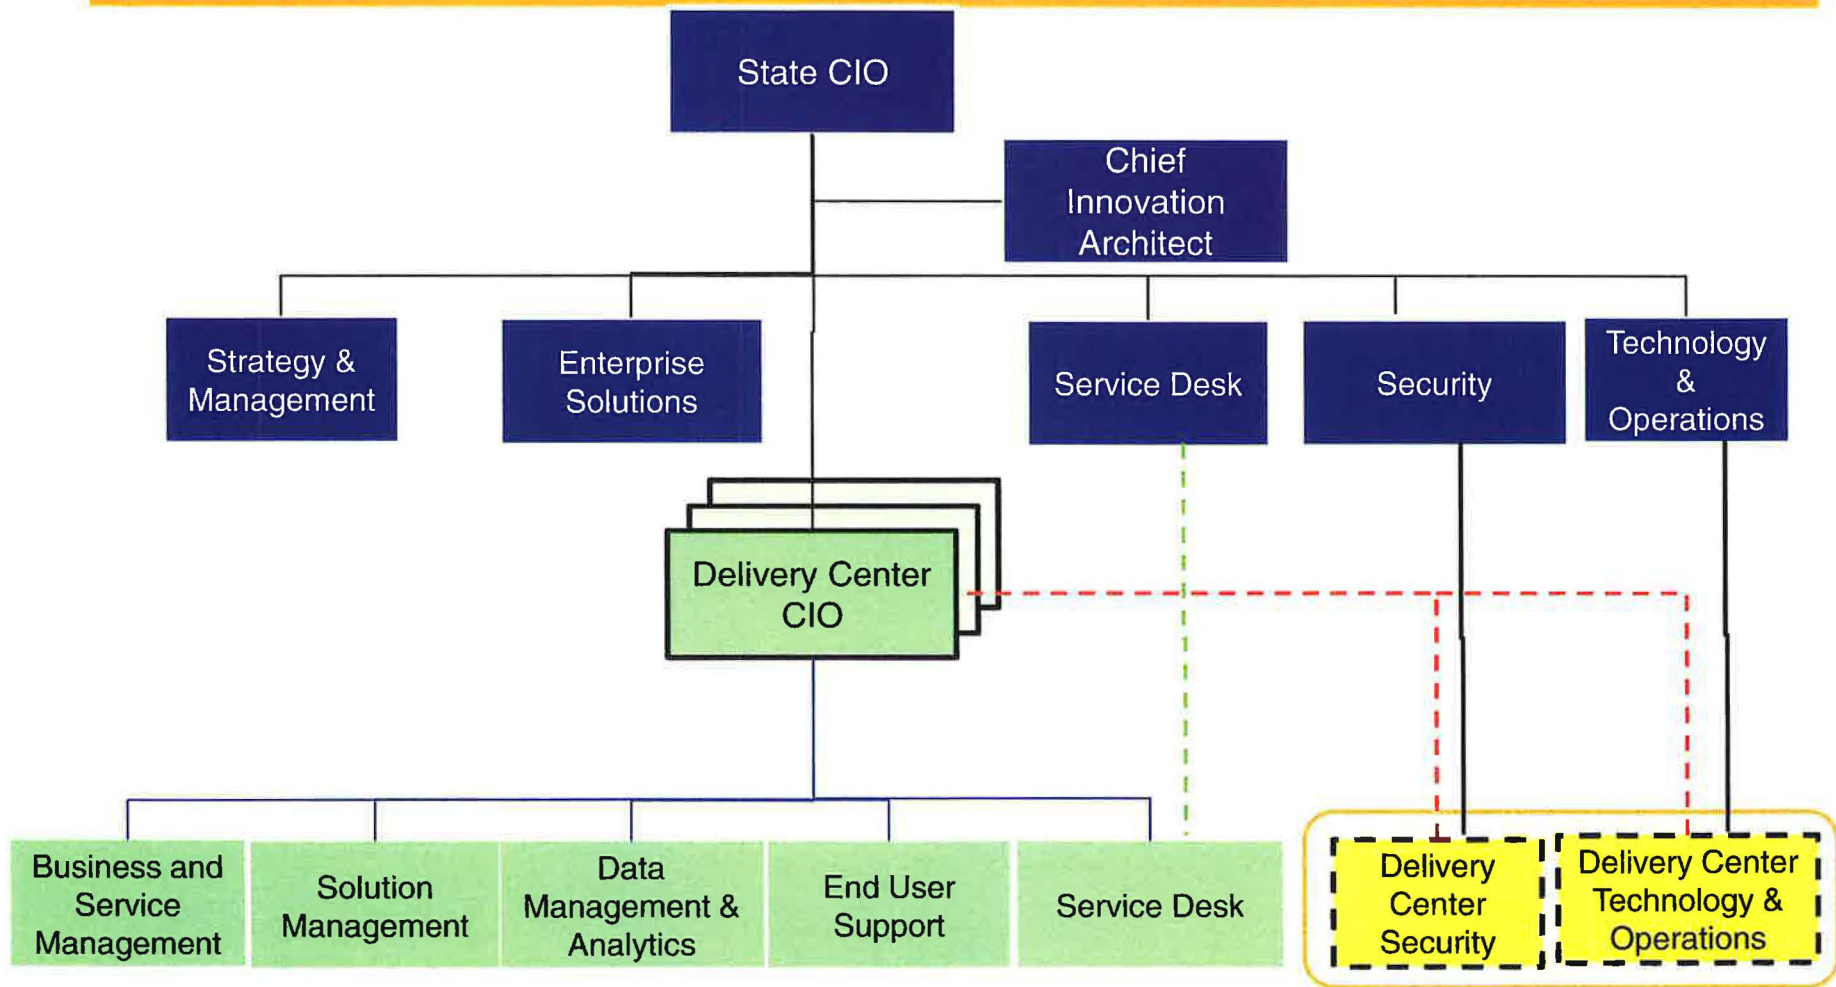 State CIO
Chief
Innovation
Architect
Strategy &
Management
Enterprise
Solutions
Service Desk
Security
Technology
&
Operations
Delivery Center
CIO
Business and
Service
Management
Solution
Management
Data
Management &
Analytics
End User
Support
Service Desk
Delivery
Center
Security
Delivery Center
Technology &
Operations